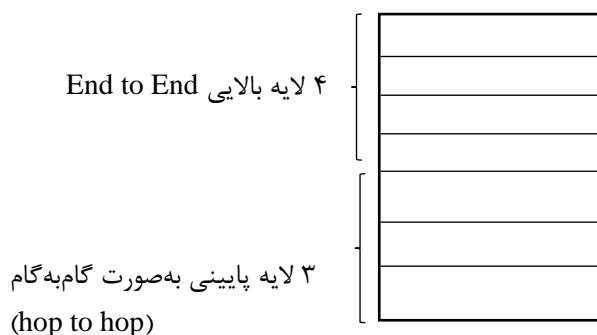 ۴ لایه بالایی End to End
۳ لایه پایینی به‌صورت گام‌به‌گام
(hop to hop)